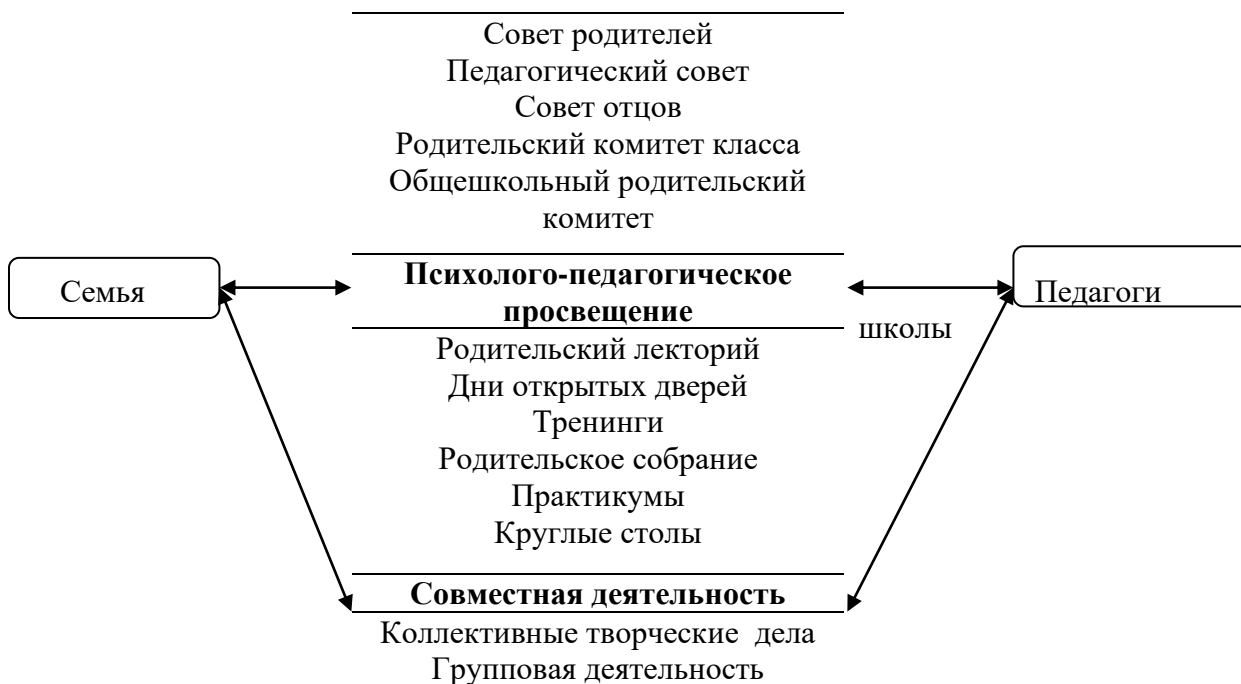 Совет родителей
Педагогический совет
Совет отцов
Родительский комитет класса
Общешкольный родительский
комитет
Семья
Психолого-педагогическое
просвещение
Педагоги
школы
Родительский лекторий
Дни открытых дверей
Тренинги
Родительское собрание
Практикумы
Круглые столы
Совместная деятельность
Коллективные творческие дела
Групповая деятельность